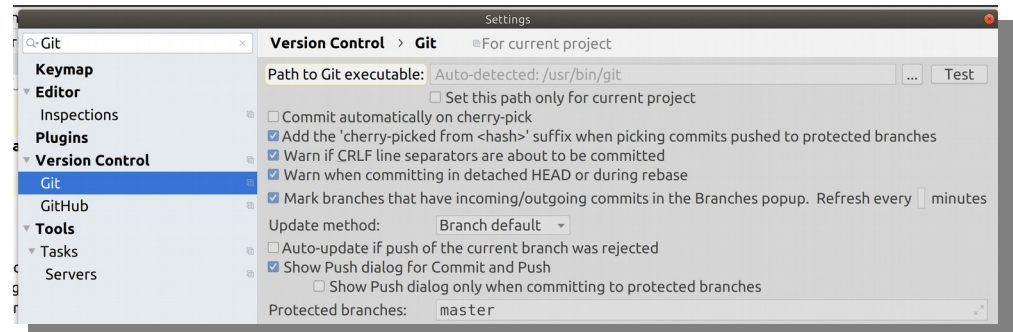 Settings
Git
Version Control > Git For current project
Keymap
Editor
Inspections
Plugins
Version Control
Git
GitHub
Tools
Tasks
Servers
Path to Git executable: Auto-detected: /usr/bin/git ... Test
Set this path only for current project
Commit automatically on cherry-pick
Add the 'cherry-picked from <hash>' suffix when picking commits pushed to protected branches
Warn if CRLF line separators are about to be committed
Warn when committing in detached HEAD or during rebase
Mark branches that have incoming/outgoing commits in the Branches popup. Refresh every minutes
Update method: Branch default
Auto-update if push of the current branch was rejected
Show Push dialog for Commit and Push
Show Push dialog only when committing to protected branches
Protected branches: master